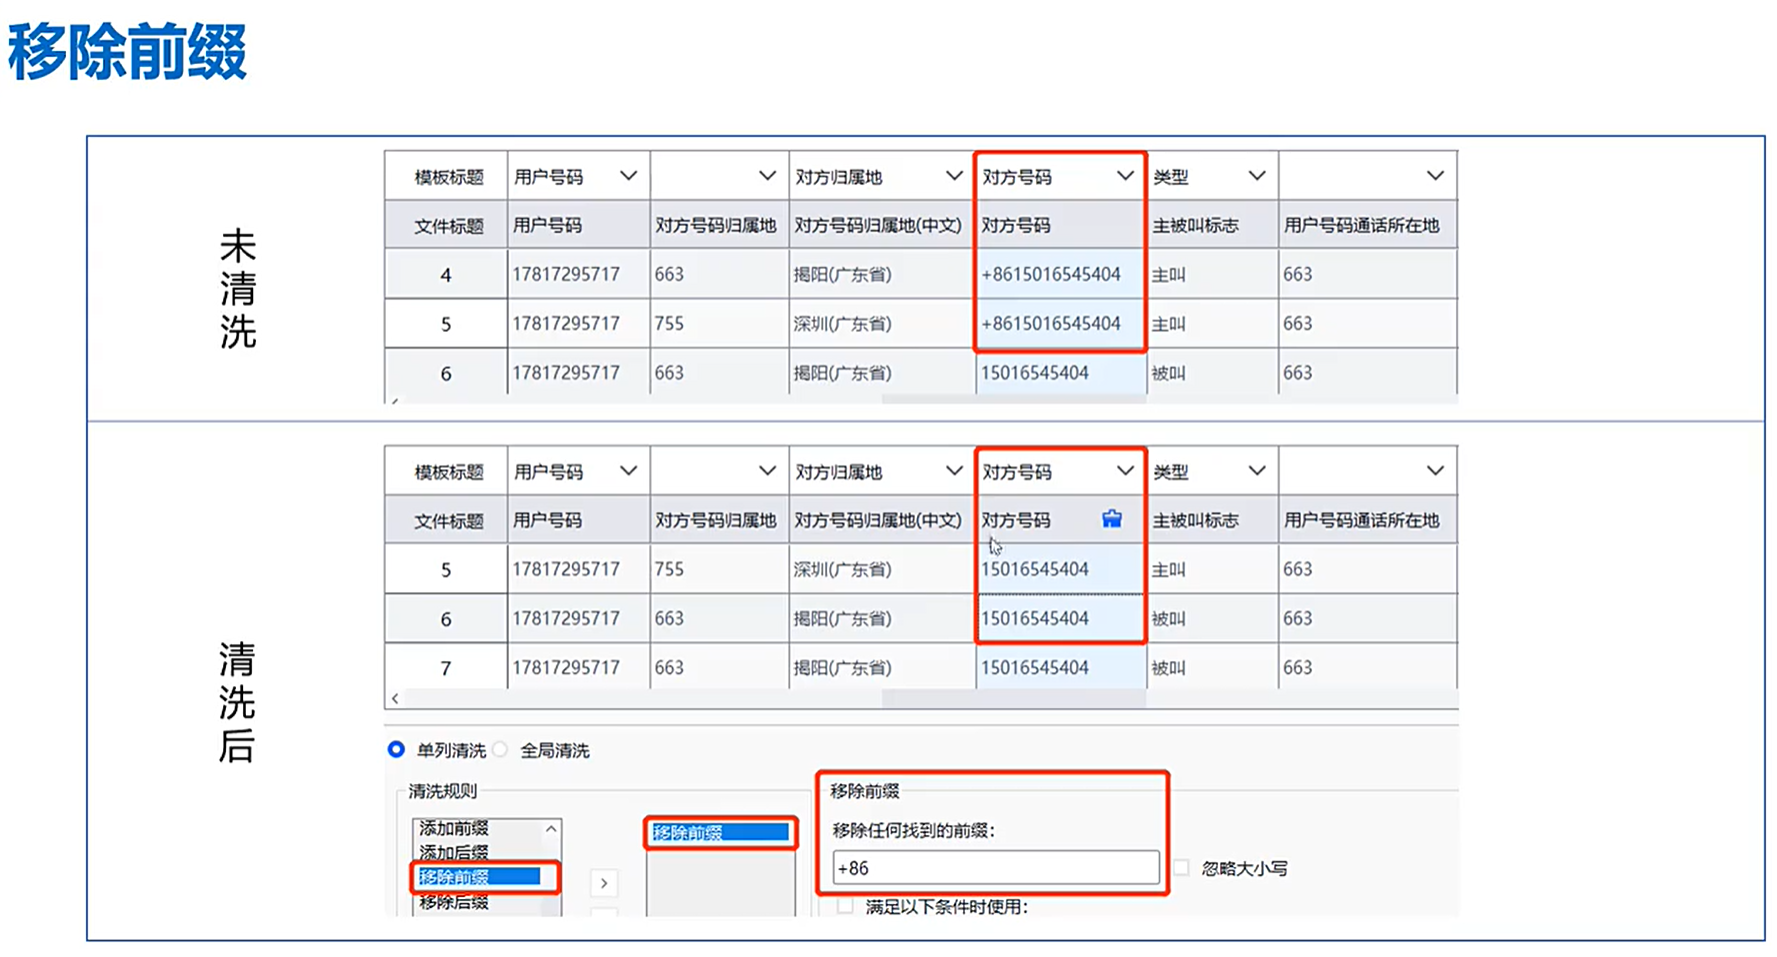 移除前缀
未清洗
模板标题 用户号码 对方归属地 对方号码 类型
文件标题 用户号码 对方号码归属地 对方号码归属地(中文) 对方号码 主被叫标志 用户号码通话所在地
4 17817295717 663 揭阳(广东省) +8615016545404 主叫 663
5 17817295717 755 深圳(广东省) +8615016545404 主叫 663
6 17817295717 663 揭阳(广东省) 15016545404 被叫 663
清洗后
模板标题 用户号码 对方归属地 对方号码 类型
文件标题 用户号码 对方号码归属地 对方号码归属地(中文) 对方号码 主被叫标志 用户号码通话所在地
5 17817295717 755 深圳(广东省) 15016545404 主叫 663
6 17817295717 663 揭阳(广东省) 15016545404 被叫 663
7 17817295717 663 揭阳(广东省) 15016545404 被叫 663
单列清洗 全局清洗
清洗规则
添加前缀
添加后缀
移除前缀
移除后缀
移除前缀
移除前缀
移除任何找到的前缀：
+86
忽略大小写
满足以下条件时使用：